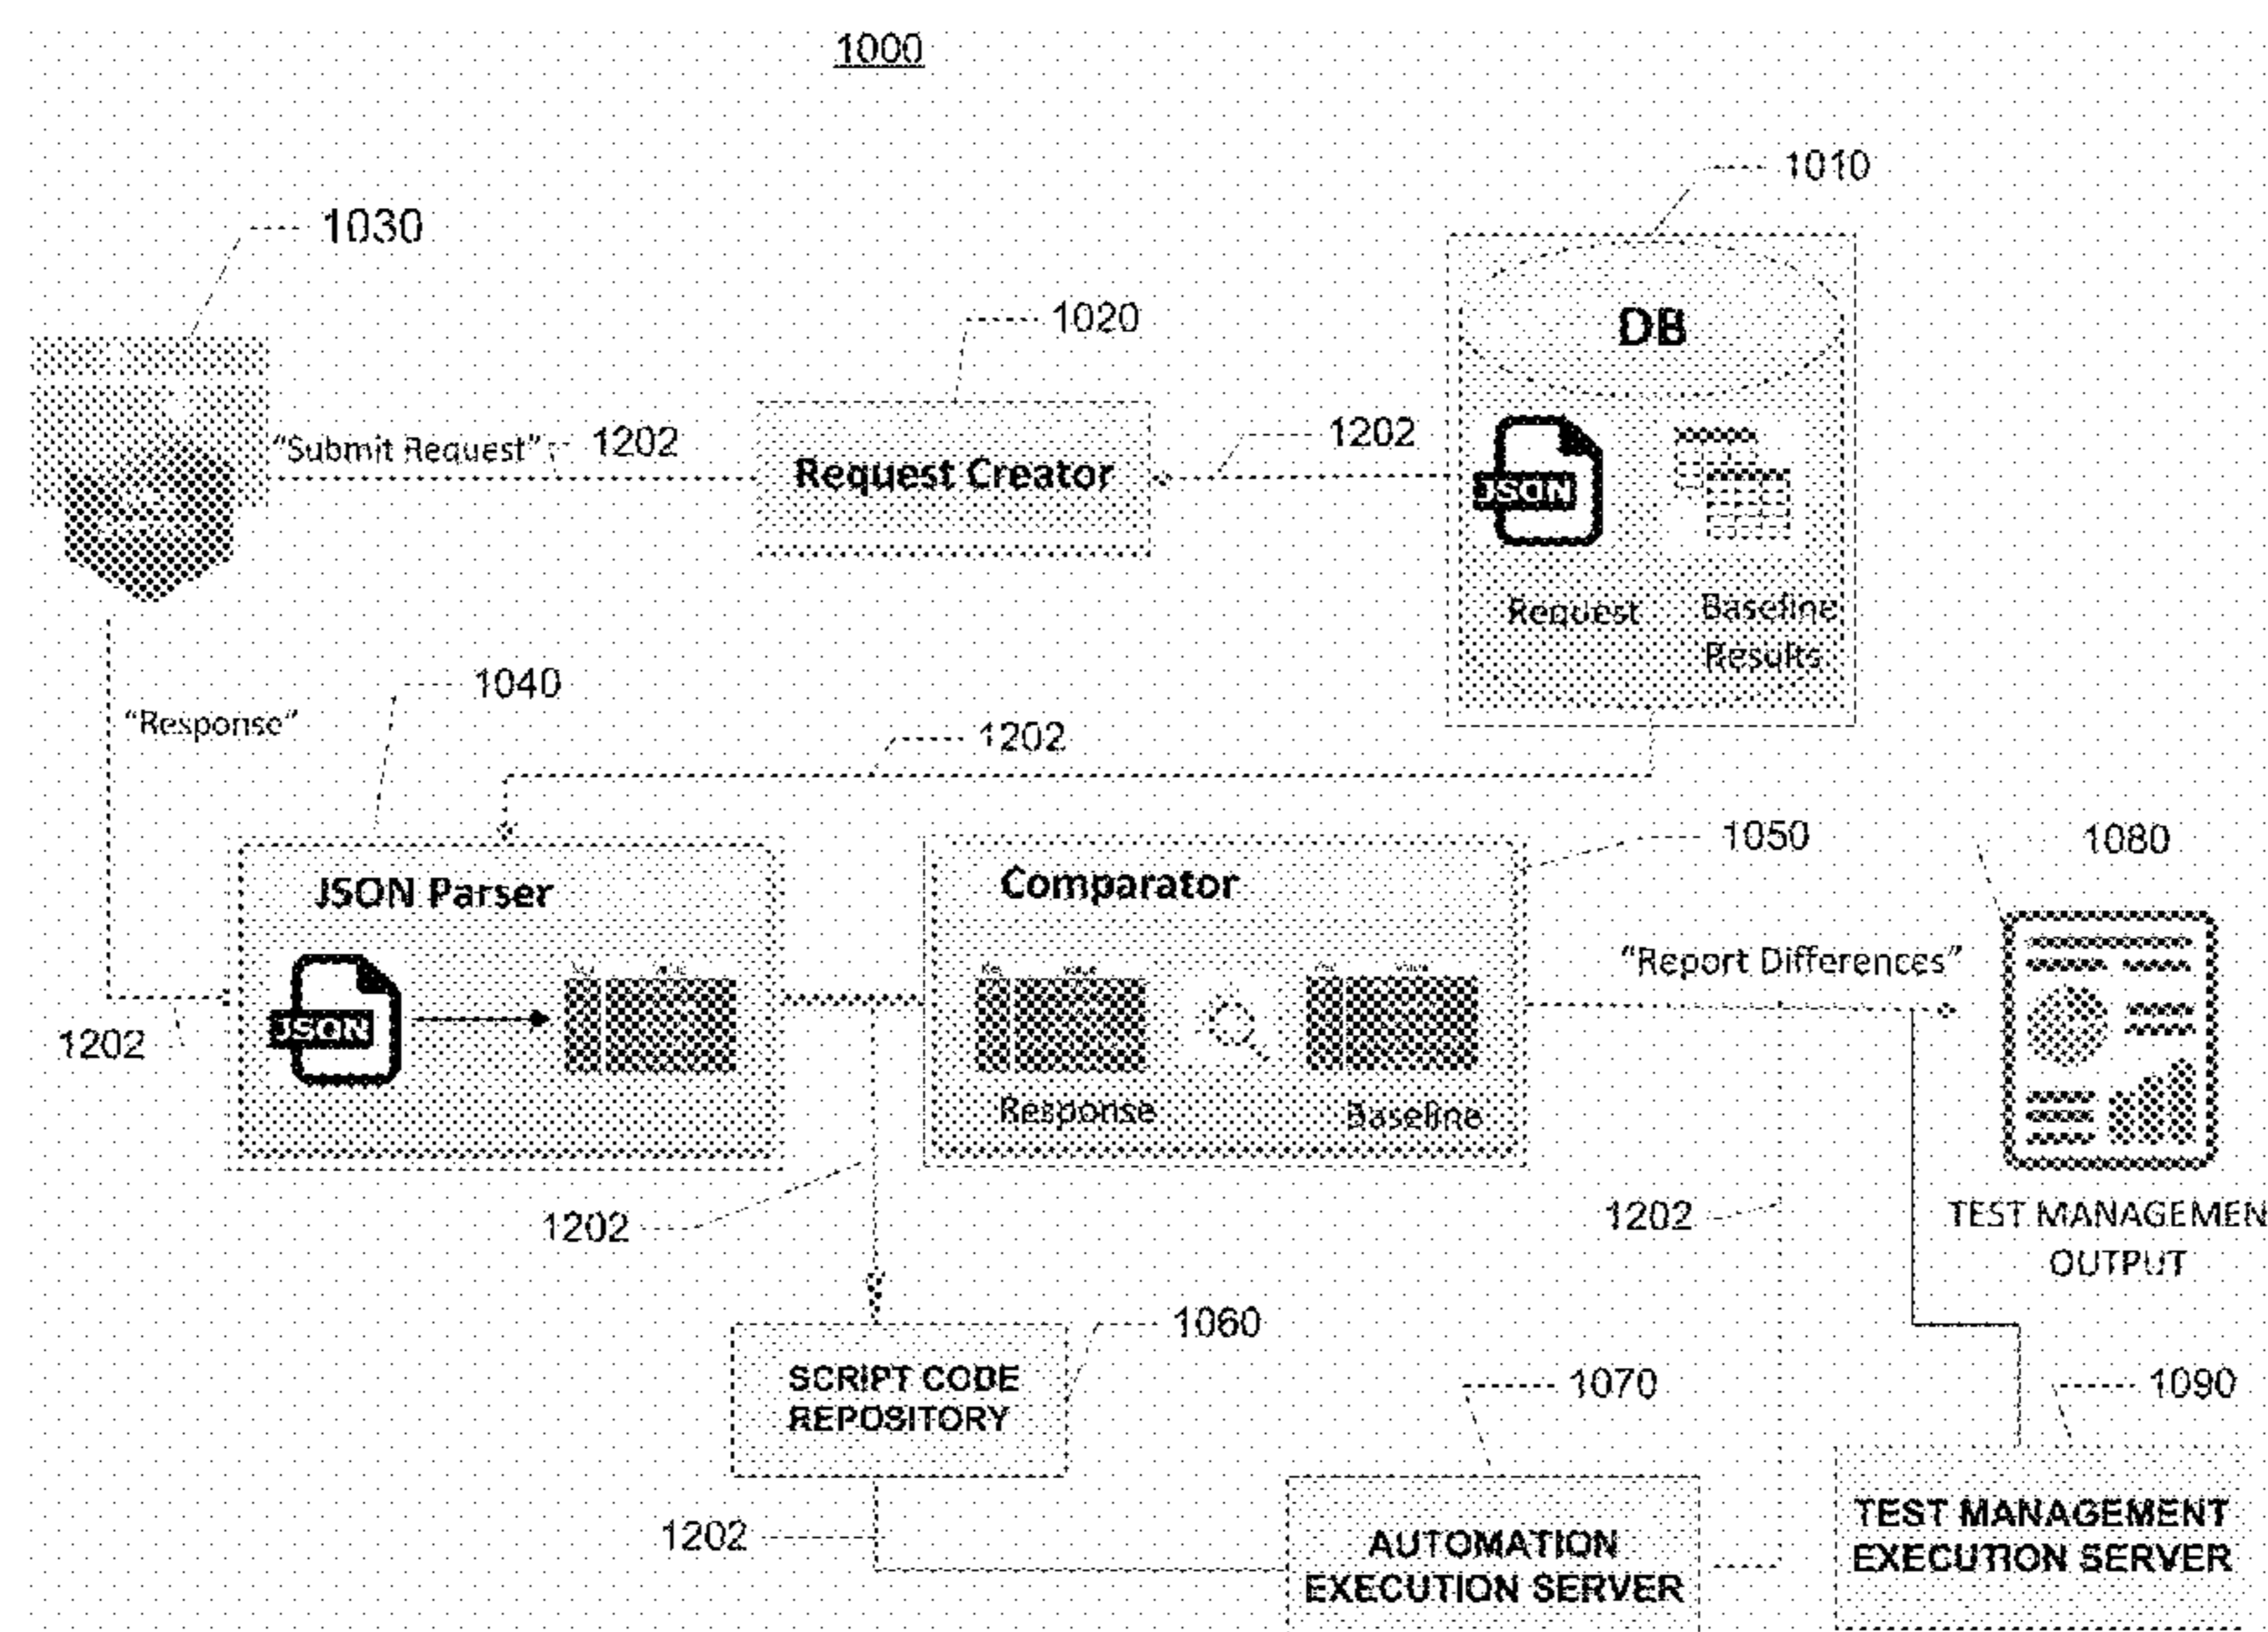 1000
1010
1030
1020
DB
"Submit Request"
1202
Request Creator
1202
JSON
Request
Baseline
Results
1040
"Response"
1202
1050
1080
JSON Parser
Comparator
"Report Differences"
Key
Value
1202
JSON
Response
Baseline
1202
1202
TEST MANAGEMEN
OUTPUT
1060
SCRIPT CODE
REPOSITORY
1070
1090
1202
AUTOMATION
EXECUTION SERVER
TEST MANAGEMENT
EXECUTION SERVER